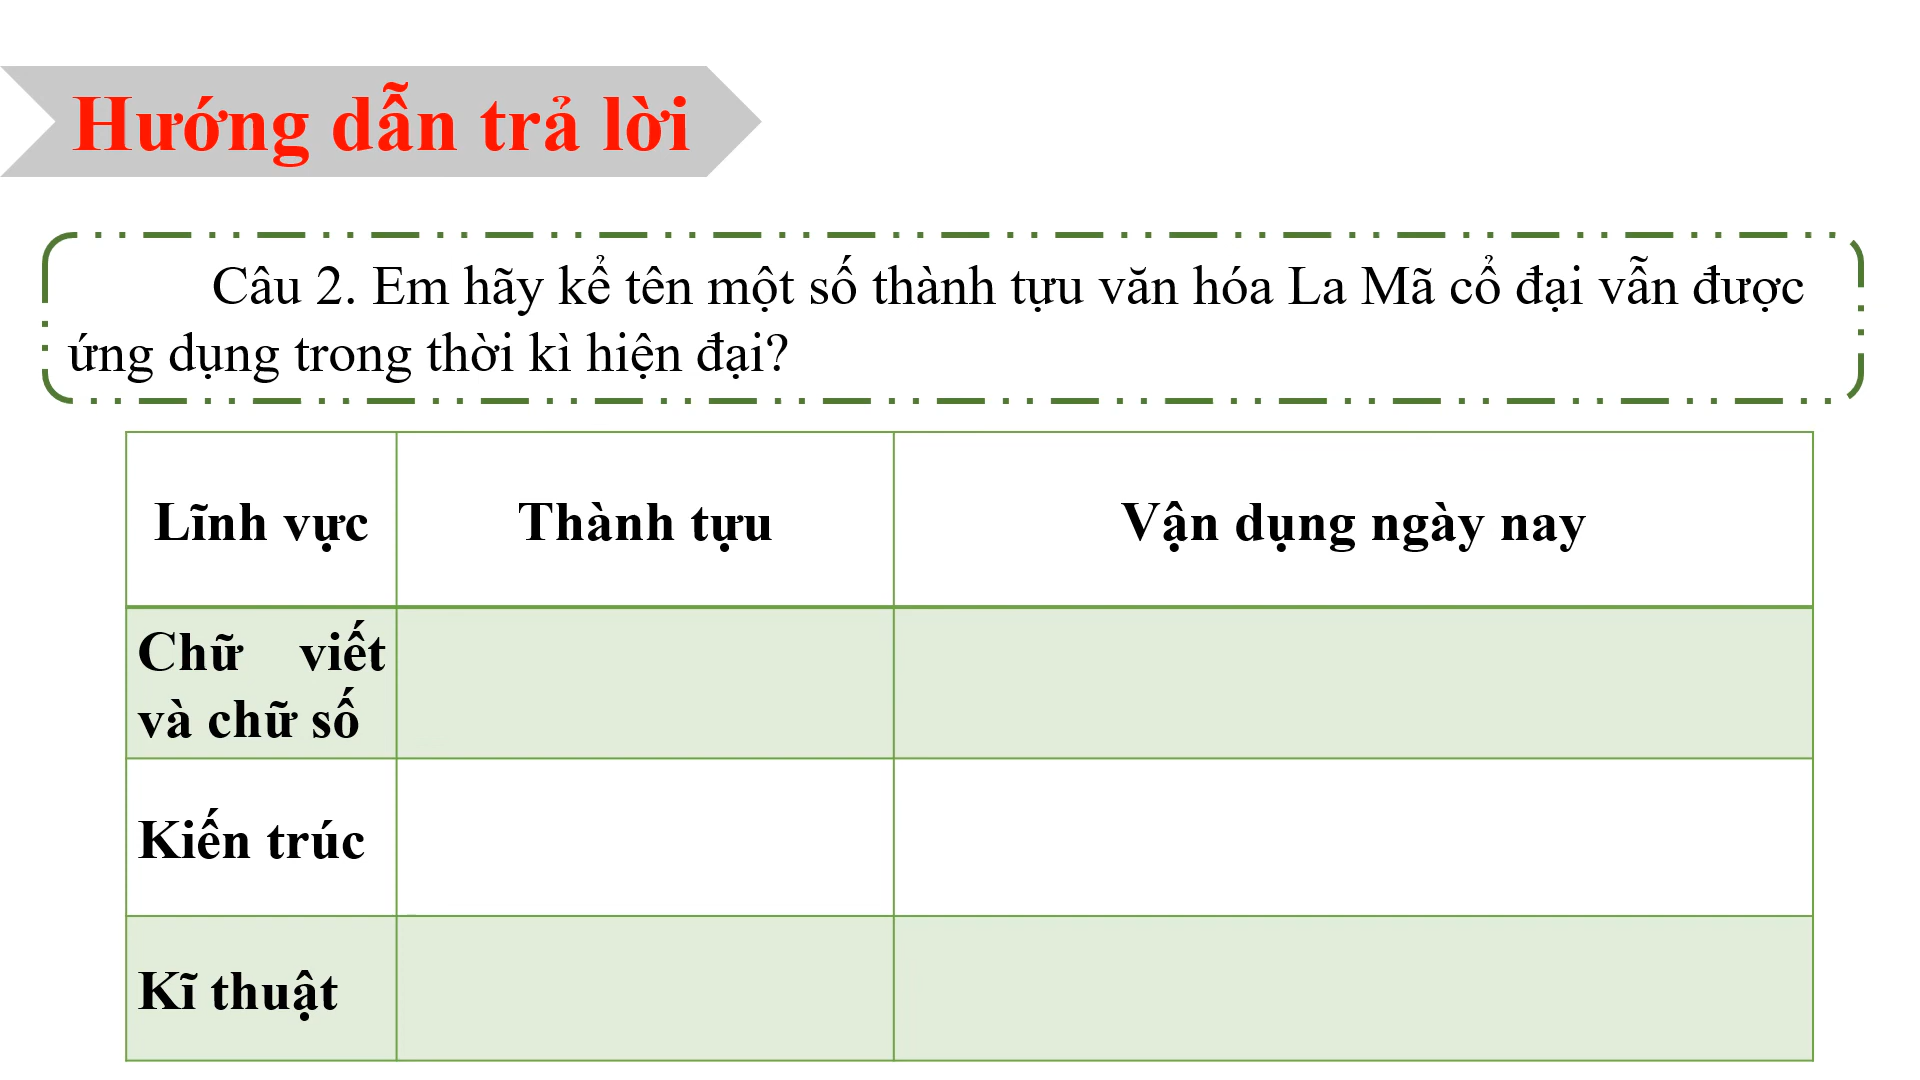 Hướng dẫn trả lời
Câu 2. Em hãy kể tên một số thành tựu văn hóa La Mã cổ đại vẫn được
ứng dụng trong thời kì hiện đại?
Lĩnh vực
Thành tựu
Vận dụng ngày nay
Chữ viết
và chữ số
Kiến trúc
Kĩ thuật